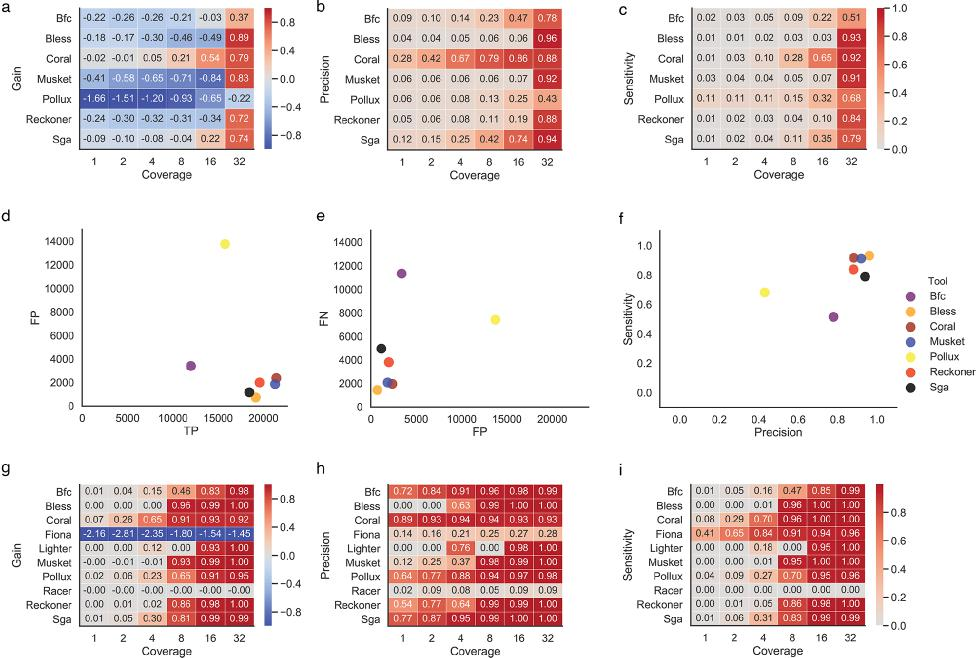 a
Gain
Bfc -0.22 -0.26 -0.26 -0.21 -0.03 0.37
Bless -0.18 -0.17 -0.30 -0.46 -0.49 0.89
Coral -0.02 -0.01 0.05 0.21 0.54 0.79
Musket -0.41 -0.58 -0.65 -0.71 -0.84 0.83
Pollux -1.66 -1.51 -1.20 -0.93 -0.65 -0.22
Reckoner -0.24 -0.30 -0.32 -0.31 -0.34 0.72
Sga -0.09 -0.10 -0.08 -0.04 0.22 0.74
1 2 4 8 16 32
Coverage
0.8
0.4
0.0
-0.4
-0.8
b
Precision
Bfc 0.09 0.10 0.14 0.23 0.47 0.78
Bless 0.04 0.04 0.05 0.06 0.06 0.96
Coral 0.28 0.42 0.67 0.79 0.86 0.88
Musket 0.06 0.06 0.06 0.06 0.07 0.92
Pollux 0.06 0.06 0.08 0.13 0.25 0.43
Reckoner 0.05 0.06 0.08 0.11 0.19 0.88
Sga 0.12 0.15 0.25 0.42 0.74 0.94
1 2 4 8 16 32
Coverage
c
Sensitivity
Bfc 0.02 0.03 0.05 0.09 0.22 0.51
Bless 0.01 0.01 0.02 0.03 0.03 0.93
Coral 0.01 0.03 0.10 0.28 0.65 0.92
Musket 0.03 0.04 0.04 0.05 0.07 0.91
Pollux 0.11 0.11 0.11 0.15 0.32 0.68
Reckoner 0.01 0.02 0.03 0.04 0.10 0.84
Sga 0.01 0.02 0.04 0.11 0.35 0.79
1 2 4 8 16 32
Coverage
1.0
0.8
0.6
0.4
0.2
0.0
d
FP
14000
12000
10000
8000
6000
4000
2000
0
0 5000 10000 15000 20000
TP
e
FN
14000
12000
10000
8000
6000
4000
2000
0
0 5000 10000 15000 20000
FP
f
Sensitivity
1.0
0.8
0.6
0.4
0.2
0.0
0.0 0.2 0.4 0.6 0.8 1.0
Precision
Tool
Bfc
Bless
Coral
Musket
Pollux
Reckoner
Sga
g
Gain
Bfc 0.01 0.04 0.15 0.46 0.83 0.98
Bless 0.00 0.00 0.00 0.96 0.99 1.00
Coral 0.07 0.26 0.65 0.91 0.93 0.92
Fiona -2.16 -2.81 -2.35 -1.80 -1.54 -1.45
Lighter 0.00 0.00 0.12 0.00 0.93 1.00
Musket -0.00 -0.01 -0.01 0.93 0.99 1.00
Pollux 0.02 0.06 0.23 0.65 0.91 0.95
Racer -0.00 -0.00 -0.00 -0.00 -0.00 -0.00
Reckoner 0.00 0.01 0.02 0.86 0.98 1.00
Sga 0.01 0.05 0.30 0.81 0.99 0.99
1 2 4 8 16 32
Coverage
0.8
0.4
0.0
-0.4
-0.8
h
Precision
Bfc 0.72 0.84 0.91 0.96 0.98 0.99
Bless 0.00 0.00 0.63 0.99 0.99 1.00
Coral 0.89 0.93 0.94 0.94 0.93 0.93
Fiona 0.14 0.16 0.21 0.25 0.27 0.28
Lighter 0.00 0.00 0.76 0.00 0.98 1.00
Musket 0.12 0.25 0.37 0.98 0.99 1.00
Pollux 0.64 0.77 0.88 0.94 0.97 0.98
Racer 0.02 0.09 0.08 0.05 0.09 0.09
Reckoner 0.54 0.77 0.64 0.99 0.99 1.00
Sga 0.77 0.87 0.95 0.99 1.00 1.00
1 2 4 8 16 32
Coverage
i
Sensitivity
Bfc 0.01 0.05 0.16 0.47 0.85 0.99
Bless 0.00 0.00 0.00 0.96 1.00 1.00
Coral 0.08 0.29 0.70 0.96 1.00 1.00
Fiona 0.41 0.65 0.84 0.91 0.94 0.96
Lighter 0.00 0.00 0.18 0.00 0.95 1.00
Musket 0.00 0.00 0.01 0.95 1.00 1.00
Pollux 0.04 0.09 0.27 0.70 0.95 0.96
Racer 0.00 0.00 0.00 0.00 0.00 0.00
Reckoner 0.00 0.01 0.05 0.86 0.98 1.00
Sga 0.01 0.06 0.31 0.83 0.99 0.99
1 2 4 8 16 32
Coverage
0.8
0.6
0.4
0.2
0.0